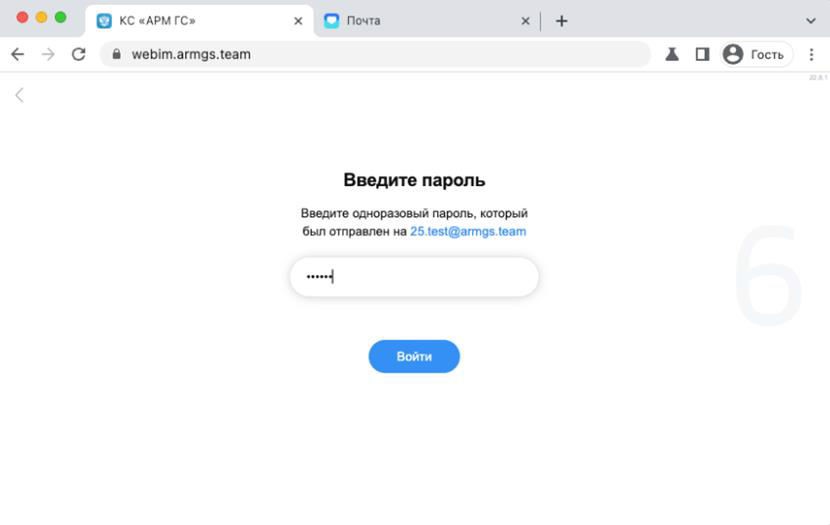 КС «АРМ ГС»
Почта
webim.armgs.team
Гость
22.8.1
Введите пароль
Введите одноразовый пароль, который
был отправлен на 25.test@armgs.team
••••••
6
Войти